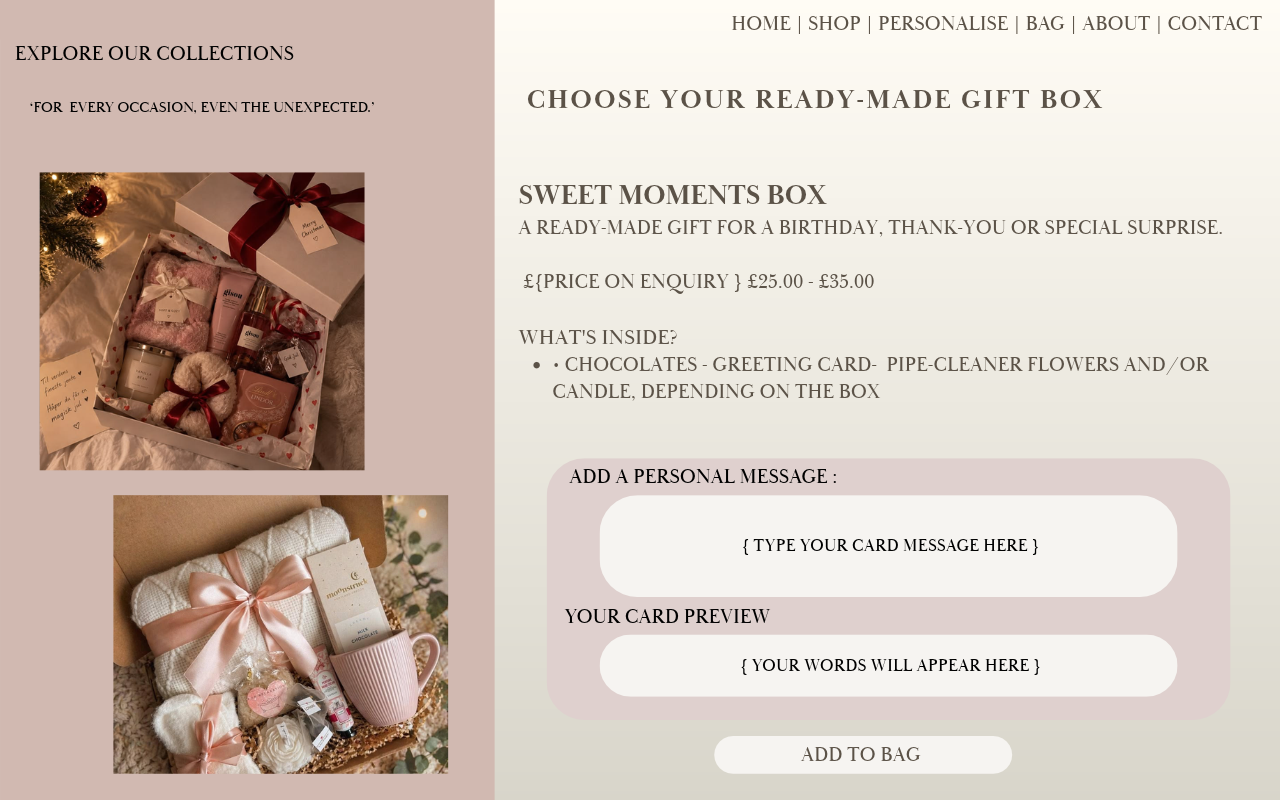 HOME | SHOP | PERSONALISE | BAG | ABOUT | CONTACT
EXPLORE OUR COLLECTIONS
‘FOR EVERY OCCASION, EVEN THE UNEXPECTED.’
Merry
Christmas
CHOOSE YOUR READY-MADE GIFT BOX
SWEET MOMENTS BOX
A READY-MADE GIFT FOR A BIRTHDAY, THANK-YOU OR SPECIAL SURPRISE.
£{PRICE ON ENQUIRY } £25.00 - £35.00
WHAT'S INSIDE?
• · CHOCOLATES - GREETING CARD- PIPE-CLEANER FLOWERS AND/OR
CANDLE, DEPENDING ON THE BOX
ADD A PERSONAL MESSAGE :
{ TYPE YOUR CARD MESSAGE HERE }
YOUR CARD PREVIEW
{ YOUR WORDS WILL APPEAR HERE }
ADD TO BAG
gisou
moonstruck